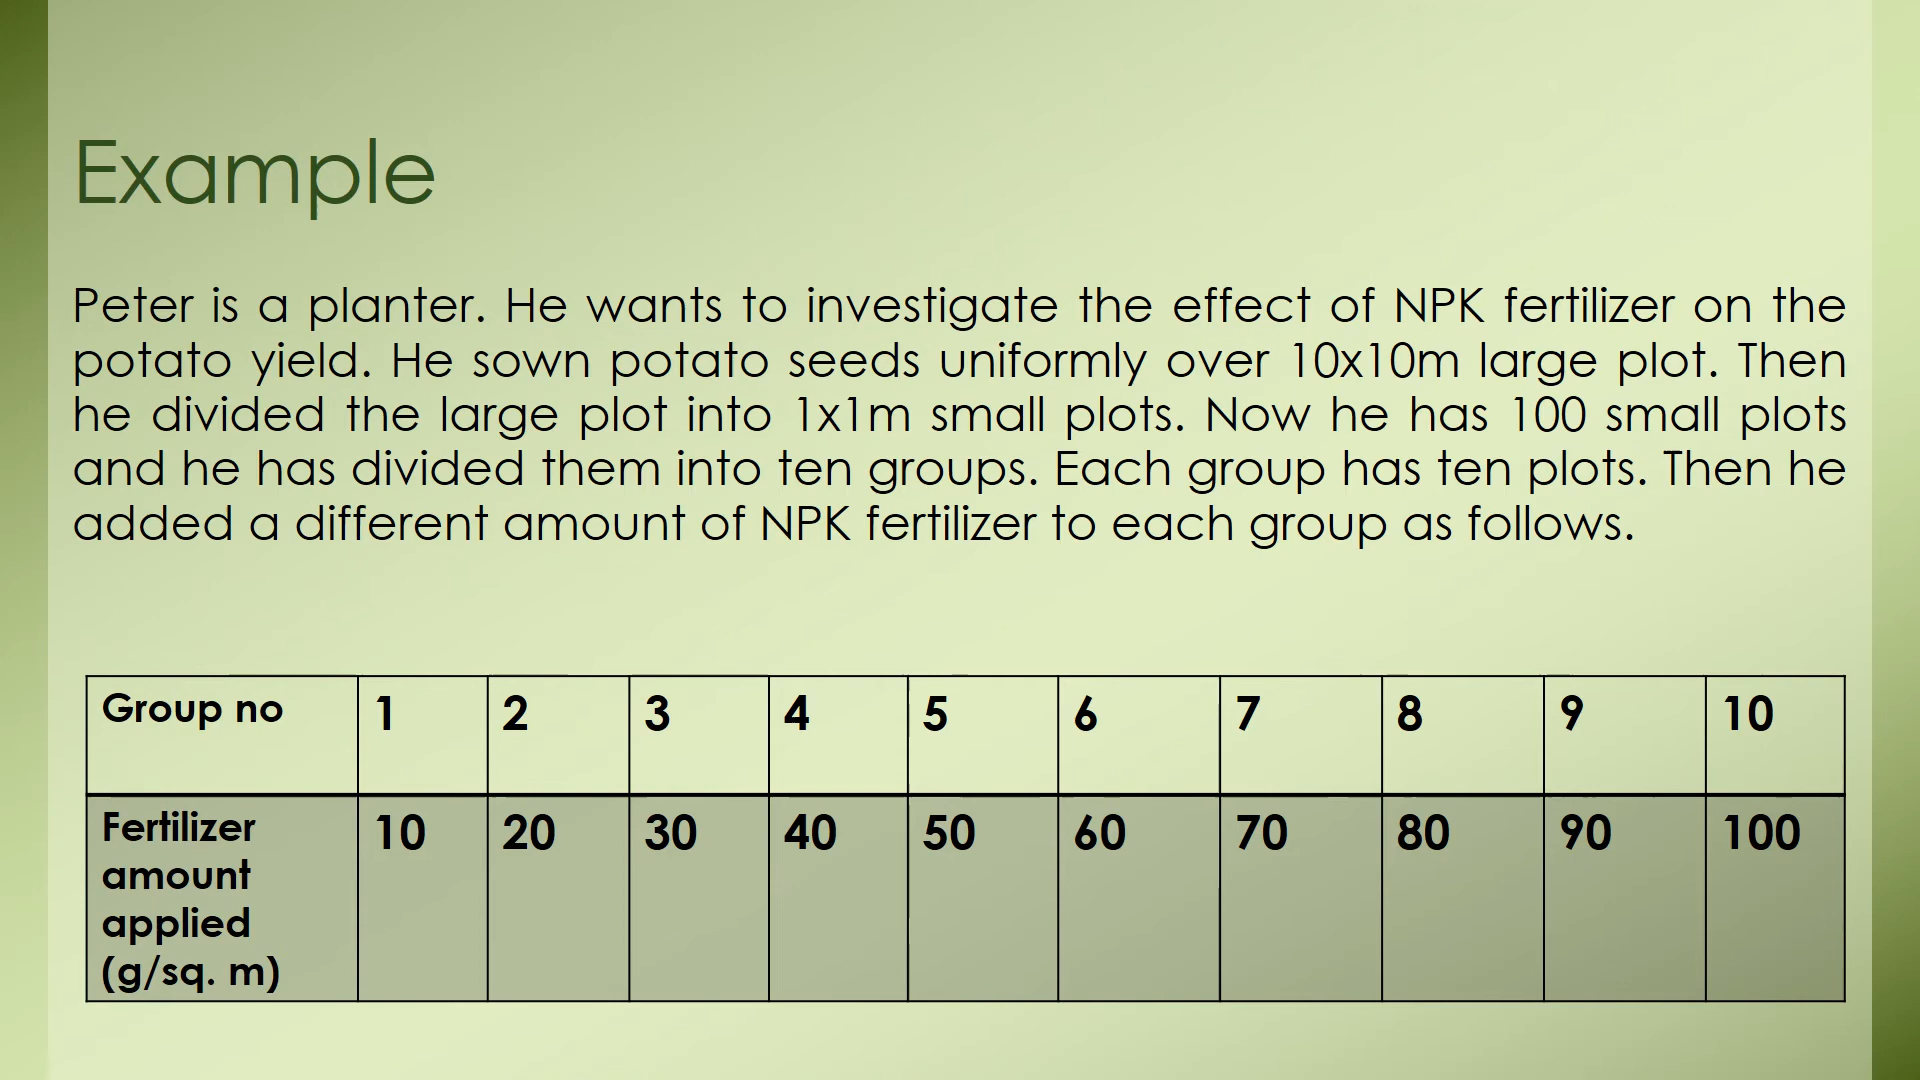 Example
Peter is a planter. He wants to investigate the effect of NPK fertilizer on the
potato yield. He sown potato seeds uniformly over 10x10m large plot. Then
he divided the large plot into 1x1m small plots. Now he has 100 small plots
and he has divided them into ten groups. Each group has ten plots. Then he
added a different amount of NPK fertilizer to each group as follows.
Group no 1 2 3 4 5 6 7 8 9 10
Fertilizer 10 20 30 40 50 60 70 80 90 100
amount
applied
(g/sq. m)